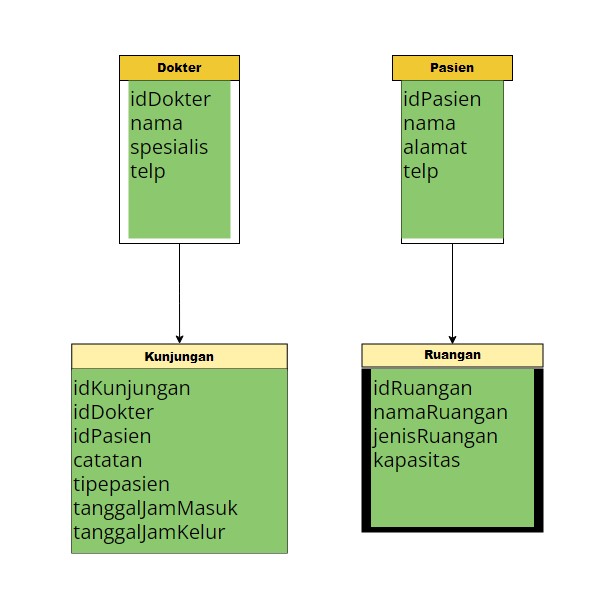 Dokter
idDokter
nama
spesialis
telp
Pasien
idPasien
nama
alamat
telp
Kunjungan
idKunjungan
idDokter
idPasien
catatan
tipepasien
tanggalJamMasuk
tanggalJamKelur
Ruangan
idRuangan
namaRuangan
jenisRuangan
kapasitas